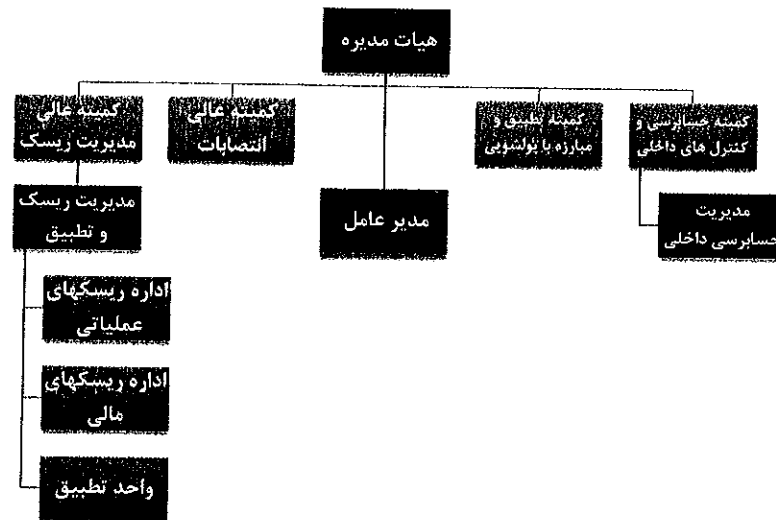 هیات مدیره
کمیته حسابرسی و
کنترل های داخلی
کمیته تطبیق و
مبارزه با پولشویی
کمیته عالی
انتصابات
کمیته عالی
مدیریت ریسک
مدیریت
حسابرسی داخلی
مدیر عامل
مدیریت ریسک
و تطبیق
اداره ریسکهای
عملیاتی
اداره ریسکهای
مالی
واحد تطبیق